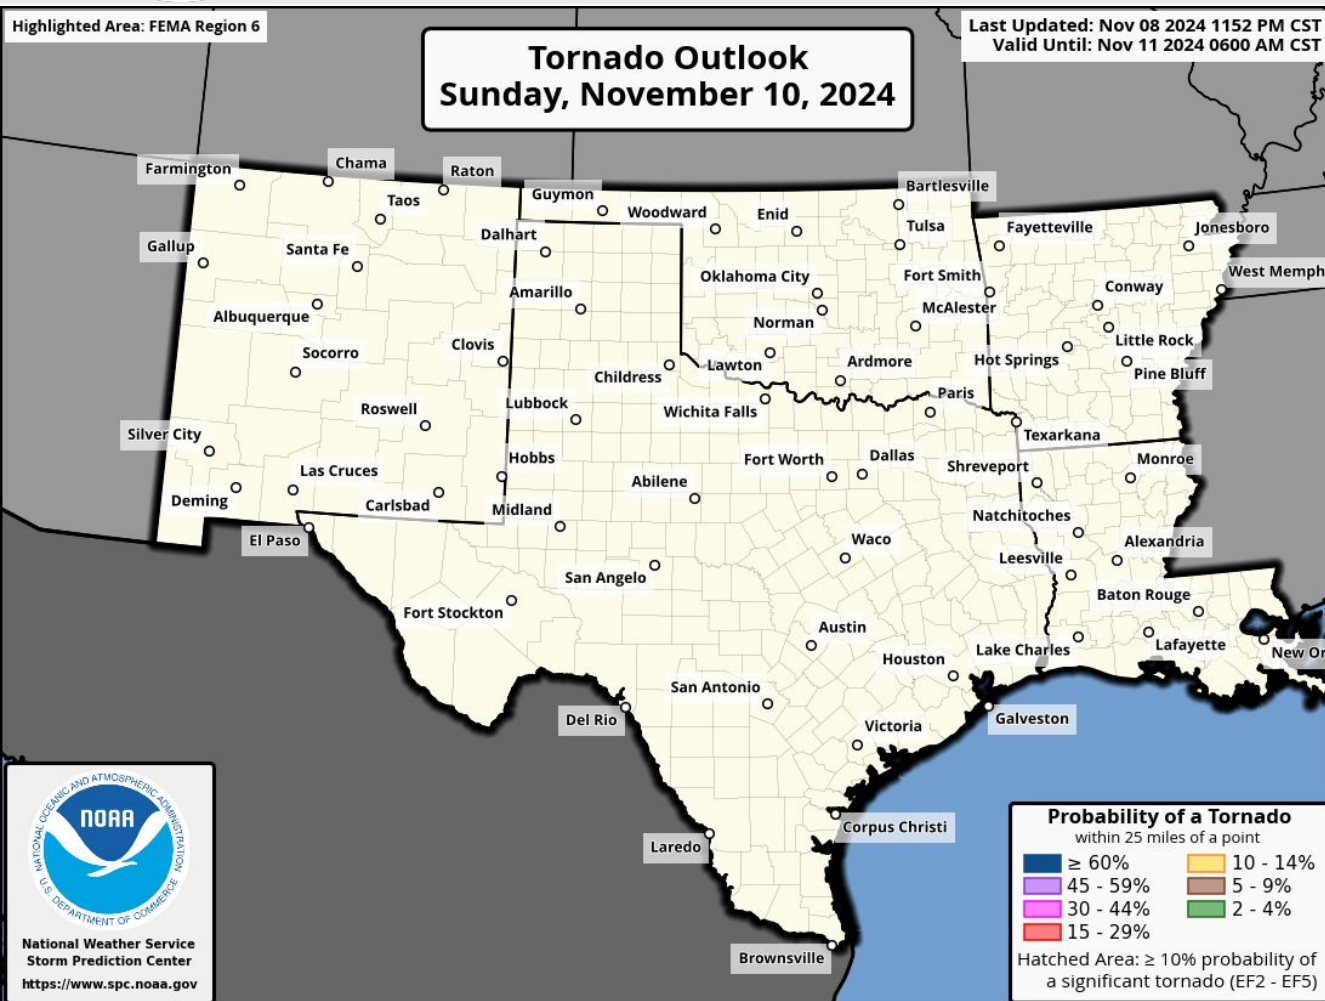 Highlighted Area: FEMA Region 6
Last Updated: Nov 08 2024 1152 PM CST
Valid Until: Nov 11 2024 0600 AM CST
Tornado Outlook
Sunday, November 10, 2024
Farmington
Chama
Raton
Taos
Guymon
Woodward
Enid
Bartlesville
Tulsa
Fayetteville
Jonesboro
Gallup
Santa Fe
Dalhart
Oklahoma City
Fort Smith
West Memph
Amarillo
Conway
Albuquerque
Norman
McAlester
Little Rock
Socorro
Clovis
Childress
Lawton
Ardmore
Hot Springs
Pine Bluff
Roswell
Lubbock
Wichita Falls
Paris
Texarkana
Silver City
Las Cruces
Hobbs
Abilene
Fort Worth
Dallas
Shreveport
Monroe
Deming
Carlsbad
Midland
Natchitoches
El Paso
Waco
Leesville
Alexandria
San Angelo
Baton Rouge
Fort Stockton
Austin
Houston
Lake Charles
Lafayette
New Or
San Antonio
Del Rio
Victoria
Galveston
Corpus Christi
Laredo
Brownsville
NATIONAL OCEANIC AND ATMOSPHERIC ADMINISTRATION
NOAA
U.S. DEPARTMENT OF COMMERCE
National Weather Service
Storm Prediction Center
https://www.spc.noaa.gov
Probability of a Tornado
within 25 miles of a point
≥ 60%
45 - 59%
30 - 44%
15 - 29%
10 - 14%
5 - 9%
2 - 4%
Hatched Area: ≥ 10% probability of
a significant tornado (EF2 - EF5)